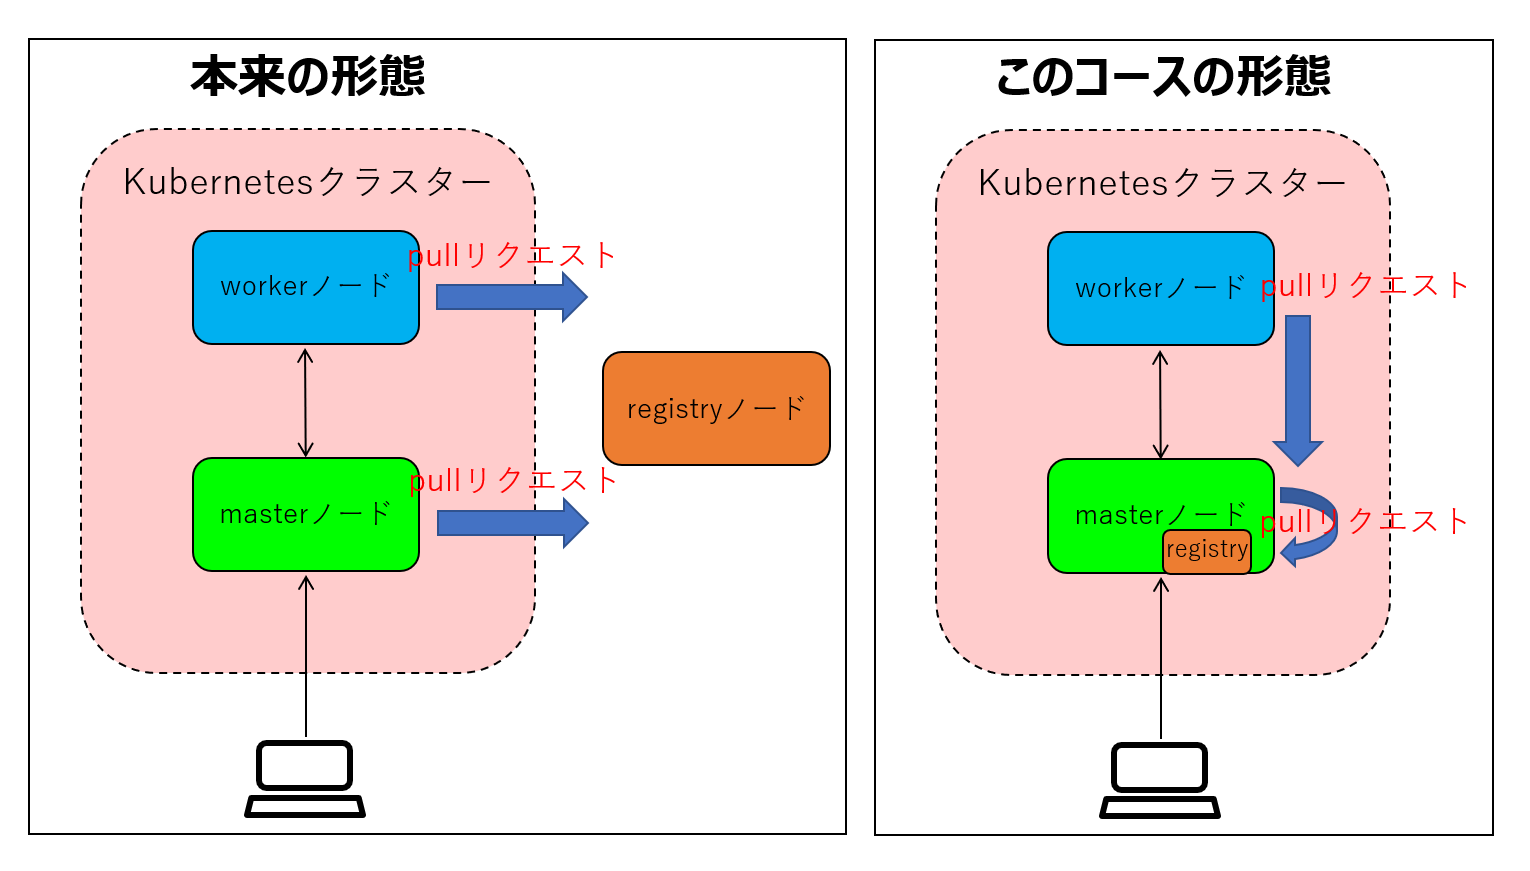 本来の形態
Kubernetesクラスター
workerノード
pullリクエスト
registryノード
masterノード
pullリクエスト
このコースの形態
Kubernetesクラスター
workerノード
pullリクエスト
masterノード
pullリクエスト
registry